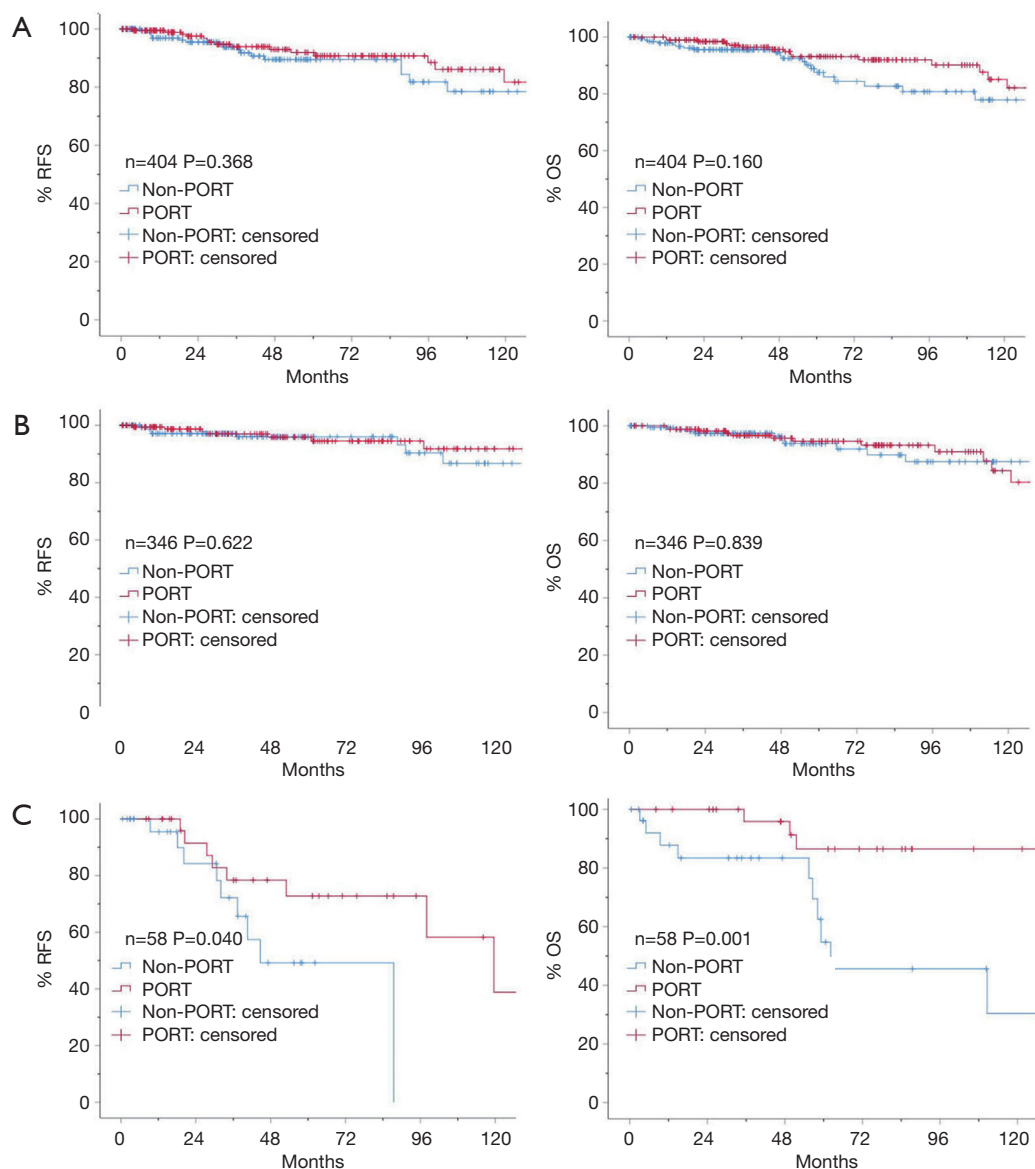 A
% RFS
100
80
60
40
20
0
n=404 P=0.368
Non-PORT
PORT
Non-PORT: censored
PORT: censored
0 24 48 72 96 120
Months
% OS
100
80
60
40
20
0
n=404 P=0.160
Non-PORT
PORT
Non-PORT: censored
PORT: censored
0 24 48 72 96 120
Months
B
% RFS
100
80
60
40
20
0
n=346 P=0.622
Non-PORT
PORT
Non-PORT: censored
PORT: censored
0 24 48 72 96 120
Months
% OS
100
80
60
40
20
0
n=346 P=0.839
Non-PORT
PORT
Non-PORT: censored
PORT: censored
0 24 48 72 96 120
Months
C
% RFS
100
80
60
40
20
0
n=58 P=0.040
Non-PORT
PORT
Non-PORT: censored
PORT: censored
0 24 48 72 96 120
Months
% OS
100
80
60
40
20
0
n=58 P=0.001
Non-PORT
PORT
Non-PORT: censored
PORT: censored
0 24 48 72 96 120
Months